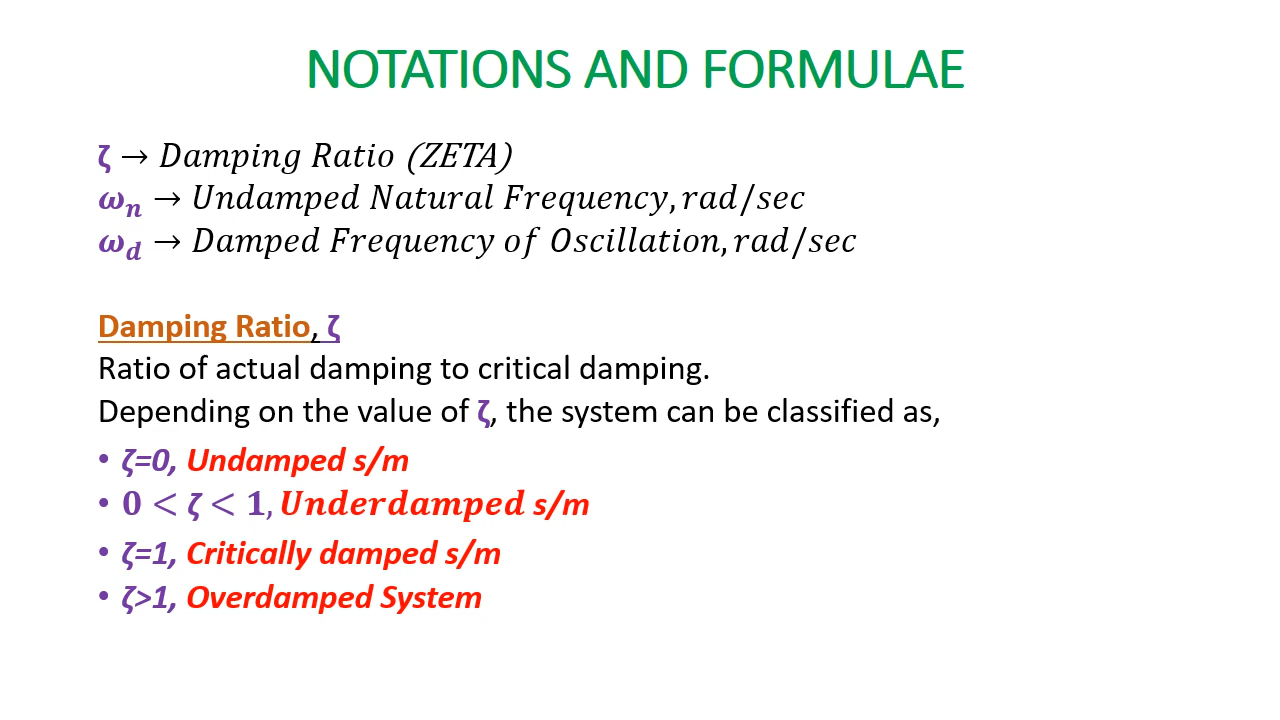 NOTATIONS AND FORMULAE
ζ → Damping Ratio (ZETA)
ωn → Undamped Natural Frequency, rad/sec
ωd → Damped Frequency of Oscillation, rad/sec
Damping Ratio, ζ
Ratio of actual damping to critical damping.
Depending on the value of ζ, the system can be classified as,
• ζ=0, Undamped s/m
• 0 < ζ < 1, Underdamped s/m
• ζ=1, Critically damped s/m
• ζ>1, Overdamped System